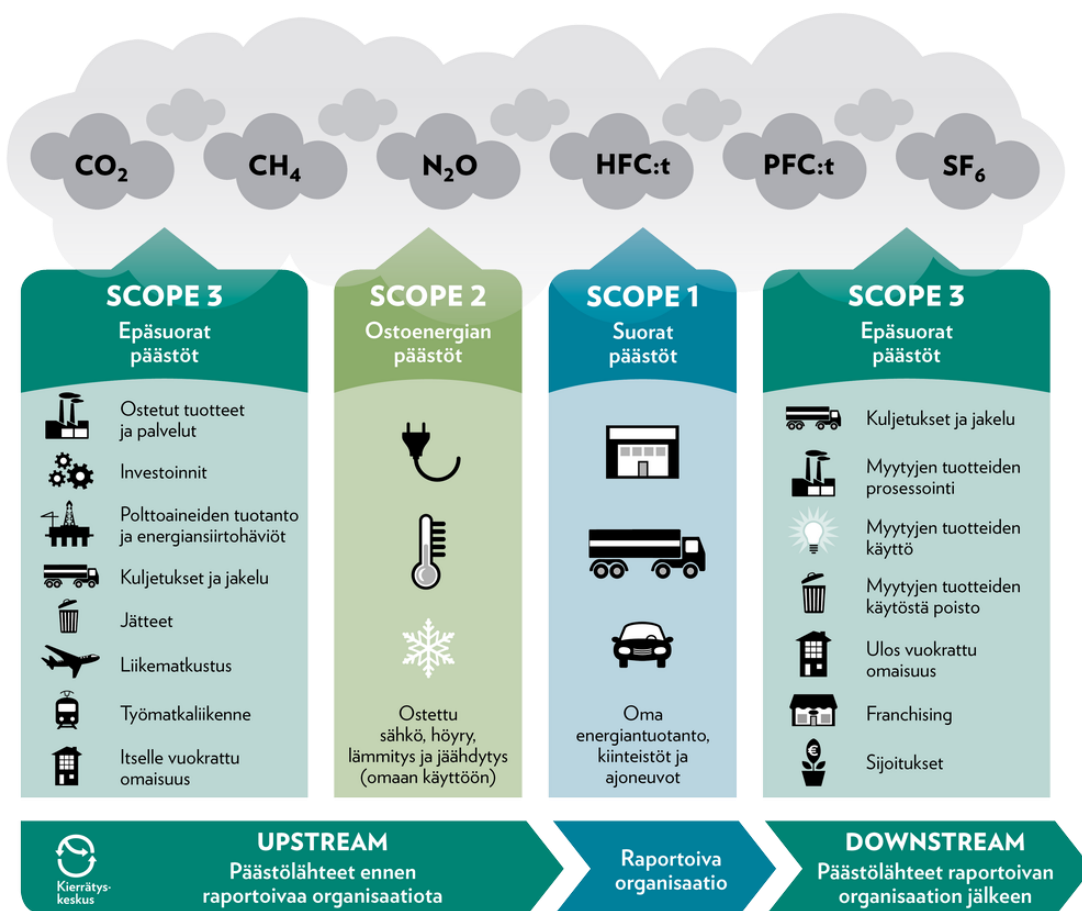 CO₂
CH₄
N₂O
HFC:t
PFC:t
SF₆
SCOPE 3
Epäsuorat
päästöt
Ostetut tuotteet
ja palvelut
Investoinnit
Polttoaineiden tuotanto
ja energiansiirtohäviöt
Kuljetukset ja jakelu
Jätteet
Liikematkustus
Työmatkaliikenne
Itselle vuokrattu
omaisuus
SCOPE 2
Ostoenergian
päästöt
Ostettu
sähkö, höyry,
lämmitys ja jäähdytys
(omaan käyttöön)
SCOPE 1
Suorat
päästöt
Oma
energiantuotanto,
kiinteistöt ja
ajoneuvot
SCOPE 3
Epäsuorat
päästöt
Kuljetukset ja jakelu
Myytyjen tuotteiden
prosessointi
Myytyjen tuotteiden
käyttö
Myytyjen tuotteiden
käytöstä poisto
Ulos vuokrattu
omaisuus
Franchising
€
Sijoitukset
Kierrätys-
keskus
UPSTREAM
Päästölähteet ennen
raportoivaa organisaatiota
Raportoiva
organisaatio
DOWNSTREAM
Päästölähteet raportoivan
organisaation jälkeen